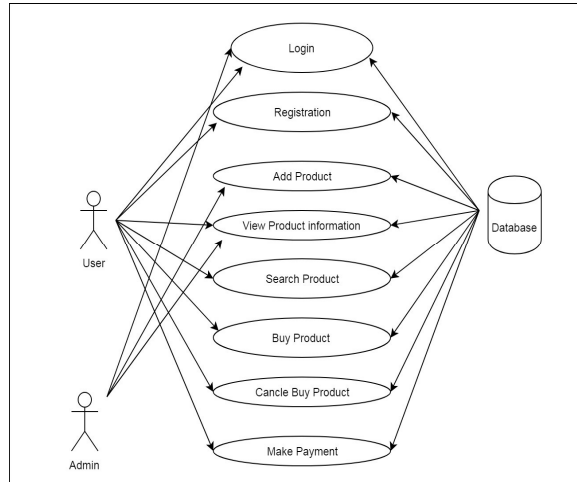 Login
Registration
Add Product
View Product information
Search Product
Buy Product
Cancle Buy Product
Make Payment
User
Admin
Database